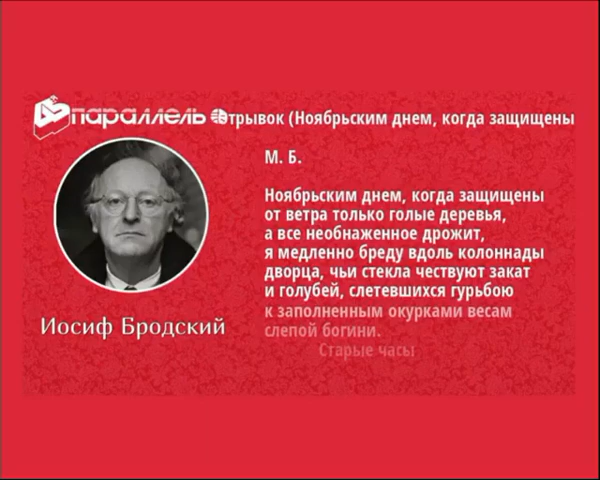 параллель Отрывок (Ноябрьским днем, когда защищены
М. Б.
Ноябрьским днем, когда защищены
от ветра только голые деревья,
а все необнаженное дрожит,
я медленно бреду вдоль колоннады
дворца, чьи стекла чествуют закат
и голубей, слетевшихся гурьбою
к заполненным окурками весам
слепой богини.
Старые часы
Иосиф Бродский